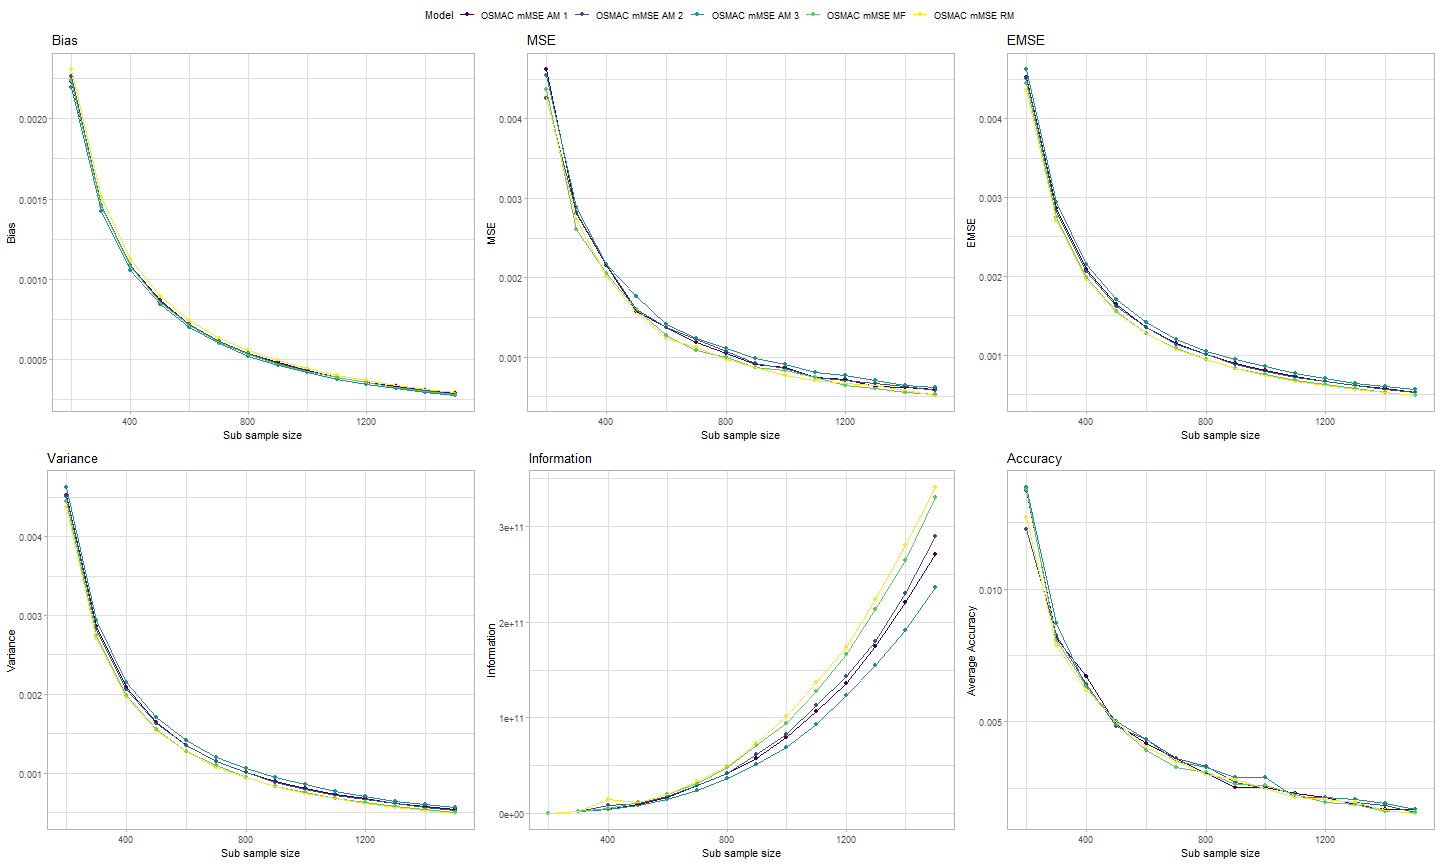 Model OSMAC mMSE AM 1 OSMAC mMSE AM 2 OSMAC mMSE AM 3 OSMAC mMSE MF OSMAC mMSE RM
Bias
0.0020
0.0015
0.0010
0.0005
Bias
400 800 1200
Sub sample size
MSE
0.004
0.003
0.002
0.001
MSE
400 800 1200
Sub sample size
EMSE
0.004
0.003
0.002
0.001
EMSE
400 800 1200
Sub sample size
Variance
0.004
0.003
0.002
0.001
Variance
400 800 1200
Sub sample size
Information
3e+11
2e+11
1e+11
0e+00
Information
400 800 1200
Sub sample size
Accuracy
0.010
0.005
Average Accuracy
400 800 1200
Sub sample size